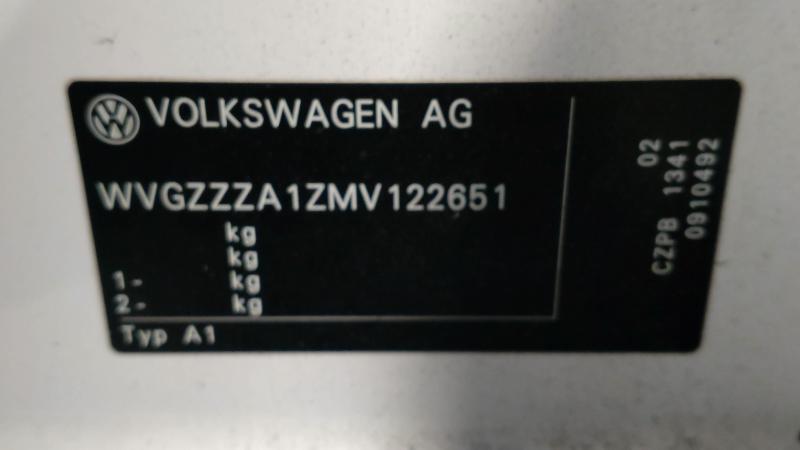 VOLKSWAGEN AG
WVGZZZA1ZMV122651
kg
kg
1- kg
2- kg
Typ A1
02
CZPB 1341
0910492